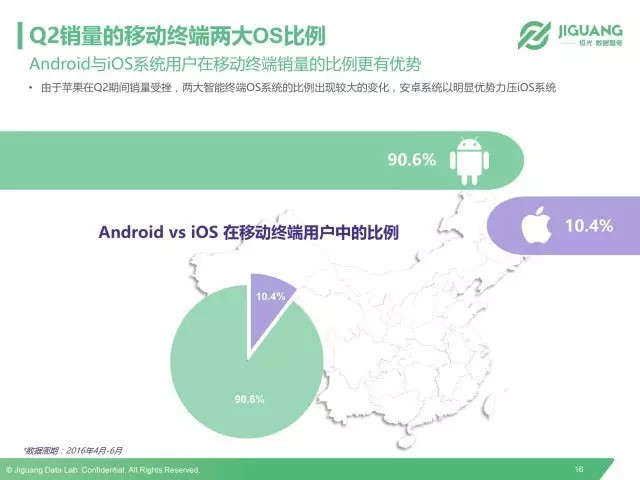 Q2销量的移动终端两大OS比例
JIGUANG
极光 数据服务
Android与iOS系统用户在移动终端销量的比例更有优势
• 由于苹果在Q2期间销量受挫，两大智能终端OS系统的比例出现较大的变化，安卓系统以明显优势力压iOS系统
90.6%
10.4%
Android vs iOS 在移动终端用户中的比例
10.4%
90.6%
*数据周期：2016年4月-6月
© Jiguang Data Lab. Confidential. All Rights Reserved.
16